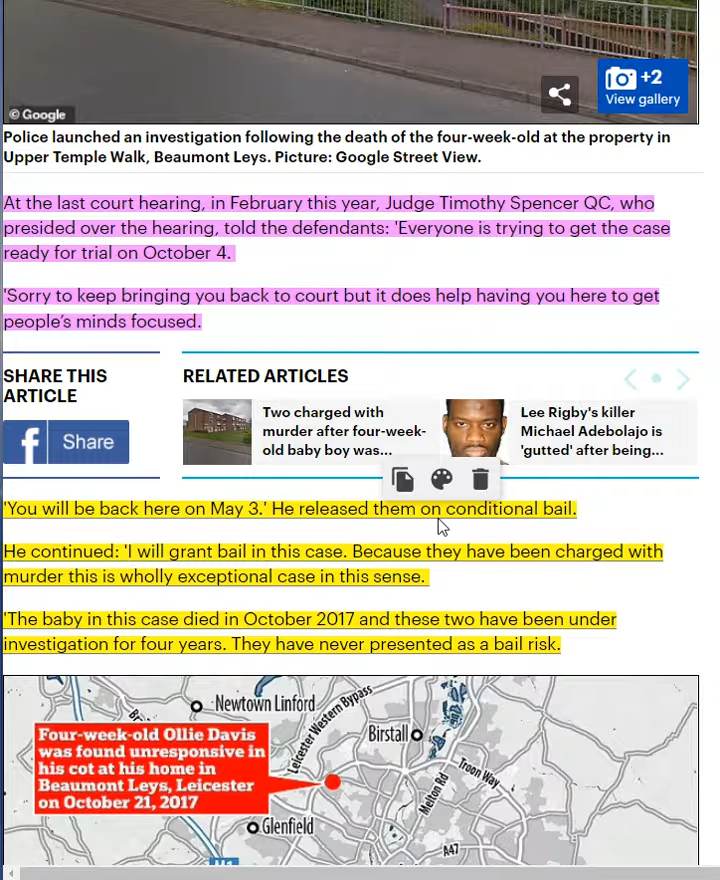 +2
View gallery
© Google
Police launched an investigation following the death of the four-week-old at the property in
Upper Temple Walk, Beaumont Leys. Picture: Google Street View.
At the last court hearing, in February this year, Judge Timothy Spencer QC, who
presided over the hearing, told the defendants: 'Everyone is trying to get the case
ready for trial on October 4.
'Sorry to keep bringing you back to court but it does help having you here to get
people's minds focused.
SHARE THIS
ARTICLE
f Share
RELATED ARTICLES
Two charged with
murder after four-week-
old baby boy was...
Lee Rigby's killer
Michael Adebolajo is
'gutted' after being...
'You will be back here on May 3.' He released them on conditional bail.
He continued: 'I will grant bail in this case. Because they have been charged with
murder this is wholly exceptional case in this sense.
'The baby in this case died in October 2017 and these two have been under
investigation for four years. They have never presented as a bail risk.
Newtown Linford
Leicester Western Bypass
Birstall
Four-week-old Ollie Davis
was found unresponsive in
his cot at his home in
Beaumont Leys, Leicester
on October 21, 2017
Troon Way
Melton Rd
Glenfield
A47